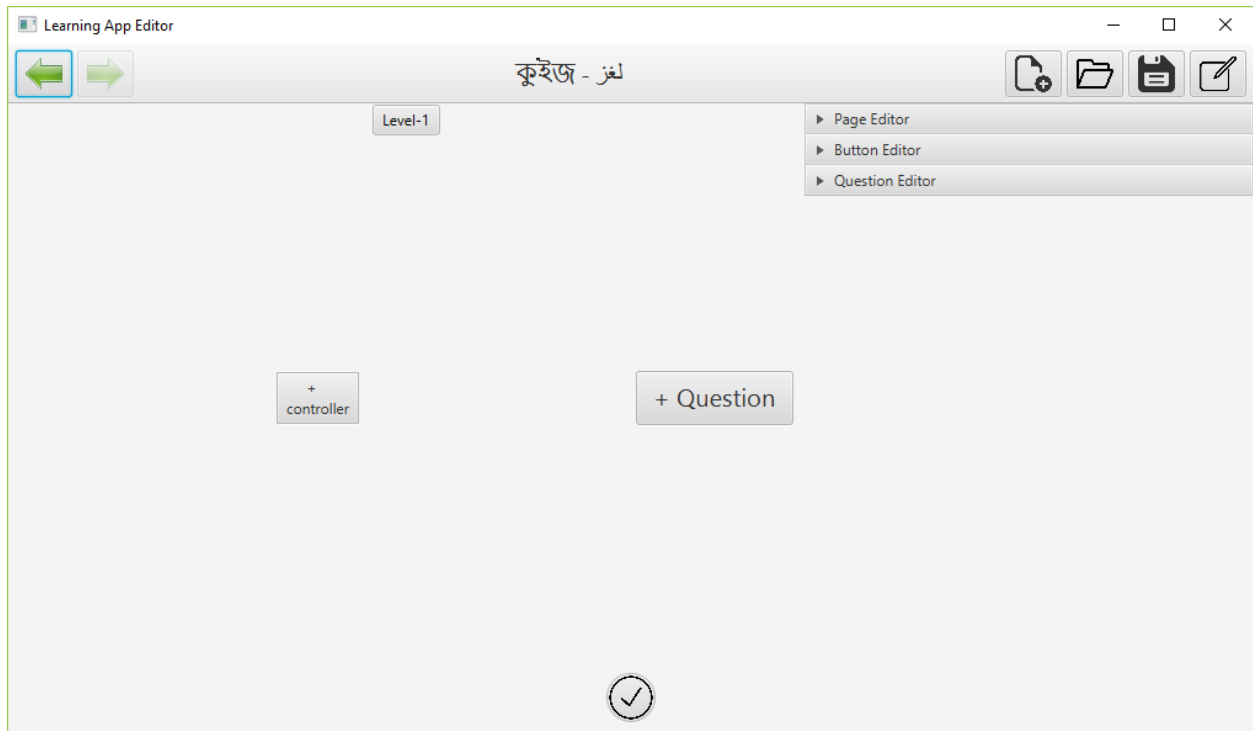 Learning App Editor
কুইজ - لغز
Level-1
Page Editor
Button Editor
Question Editor
+
controller
+ Question